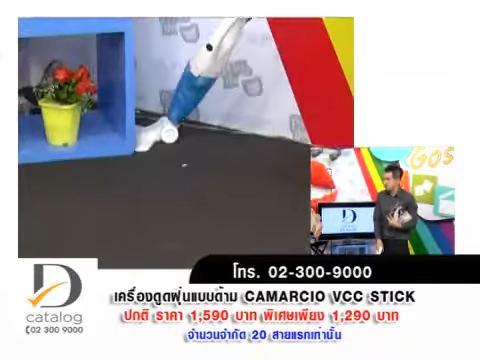 GOS
D
โทร. 02-300-9000
D
catalog
02 300 9000
เครื่องดูดฝุ่นแบบด้าม CAMARCIO VCC STICK
ปกติ ราคา 1,590 บาท พิเศษเพียง 1,290 บาท
จำนวนจำกัด 20 สายแรกเท่านั้น